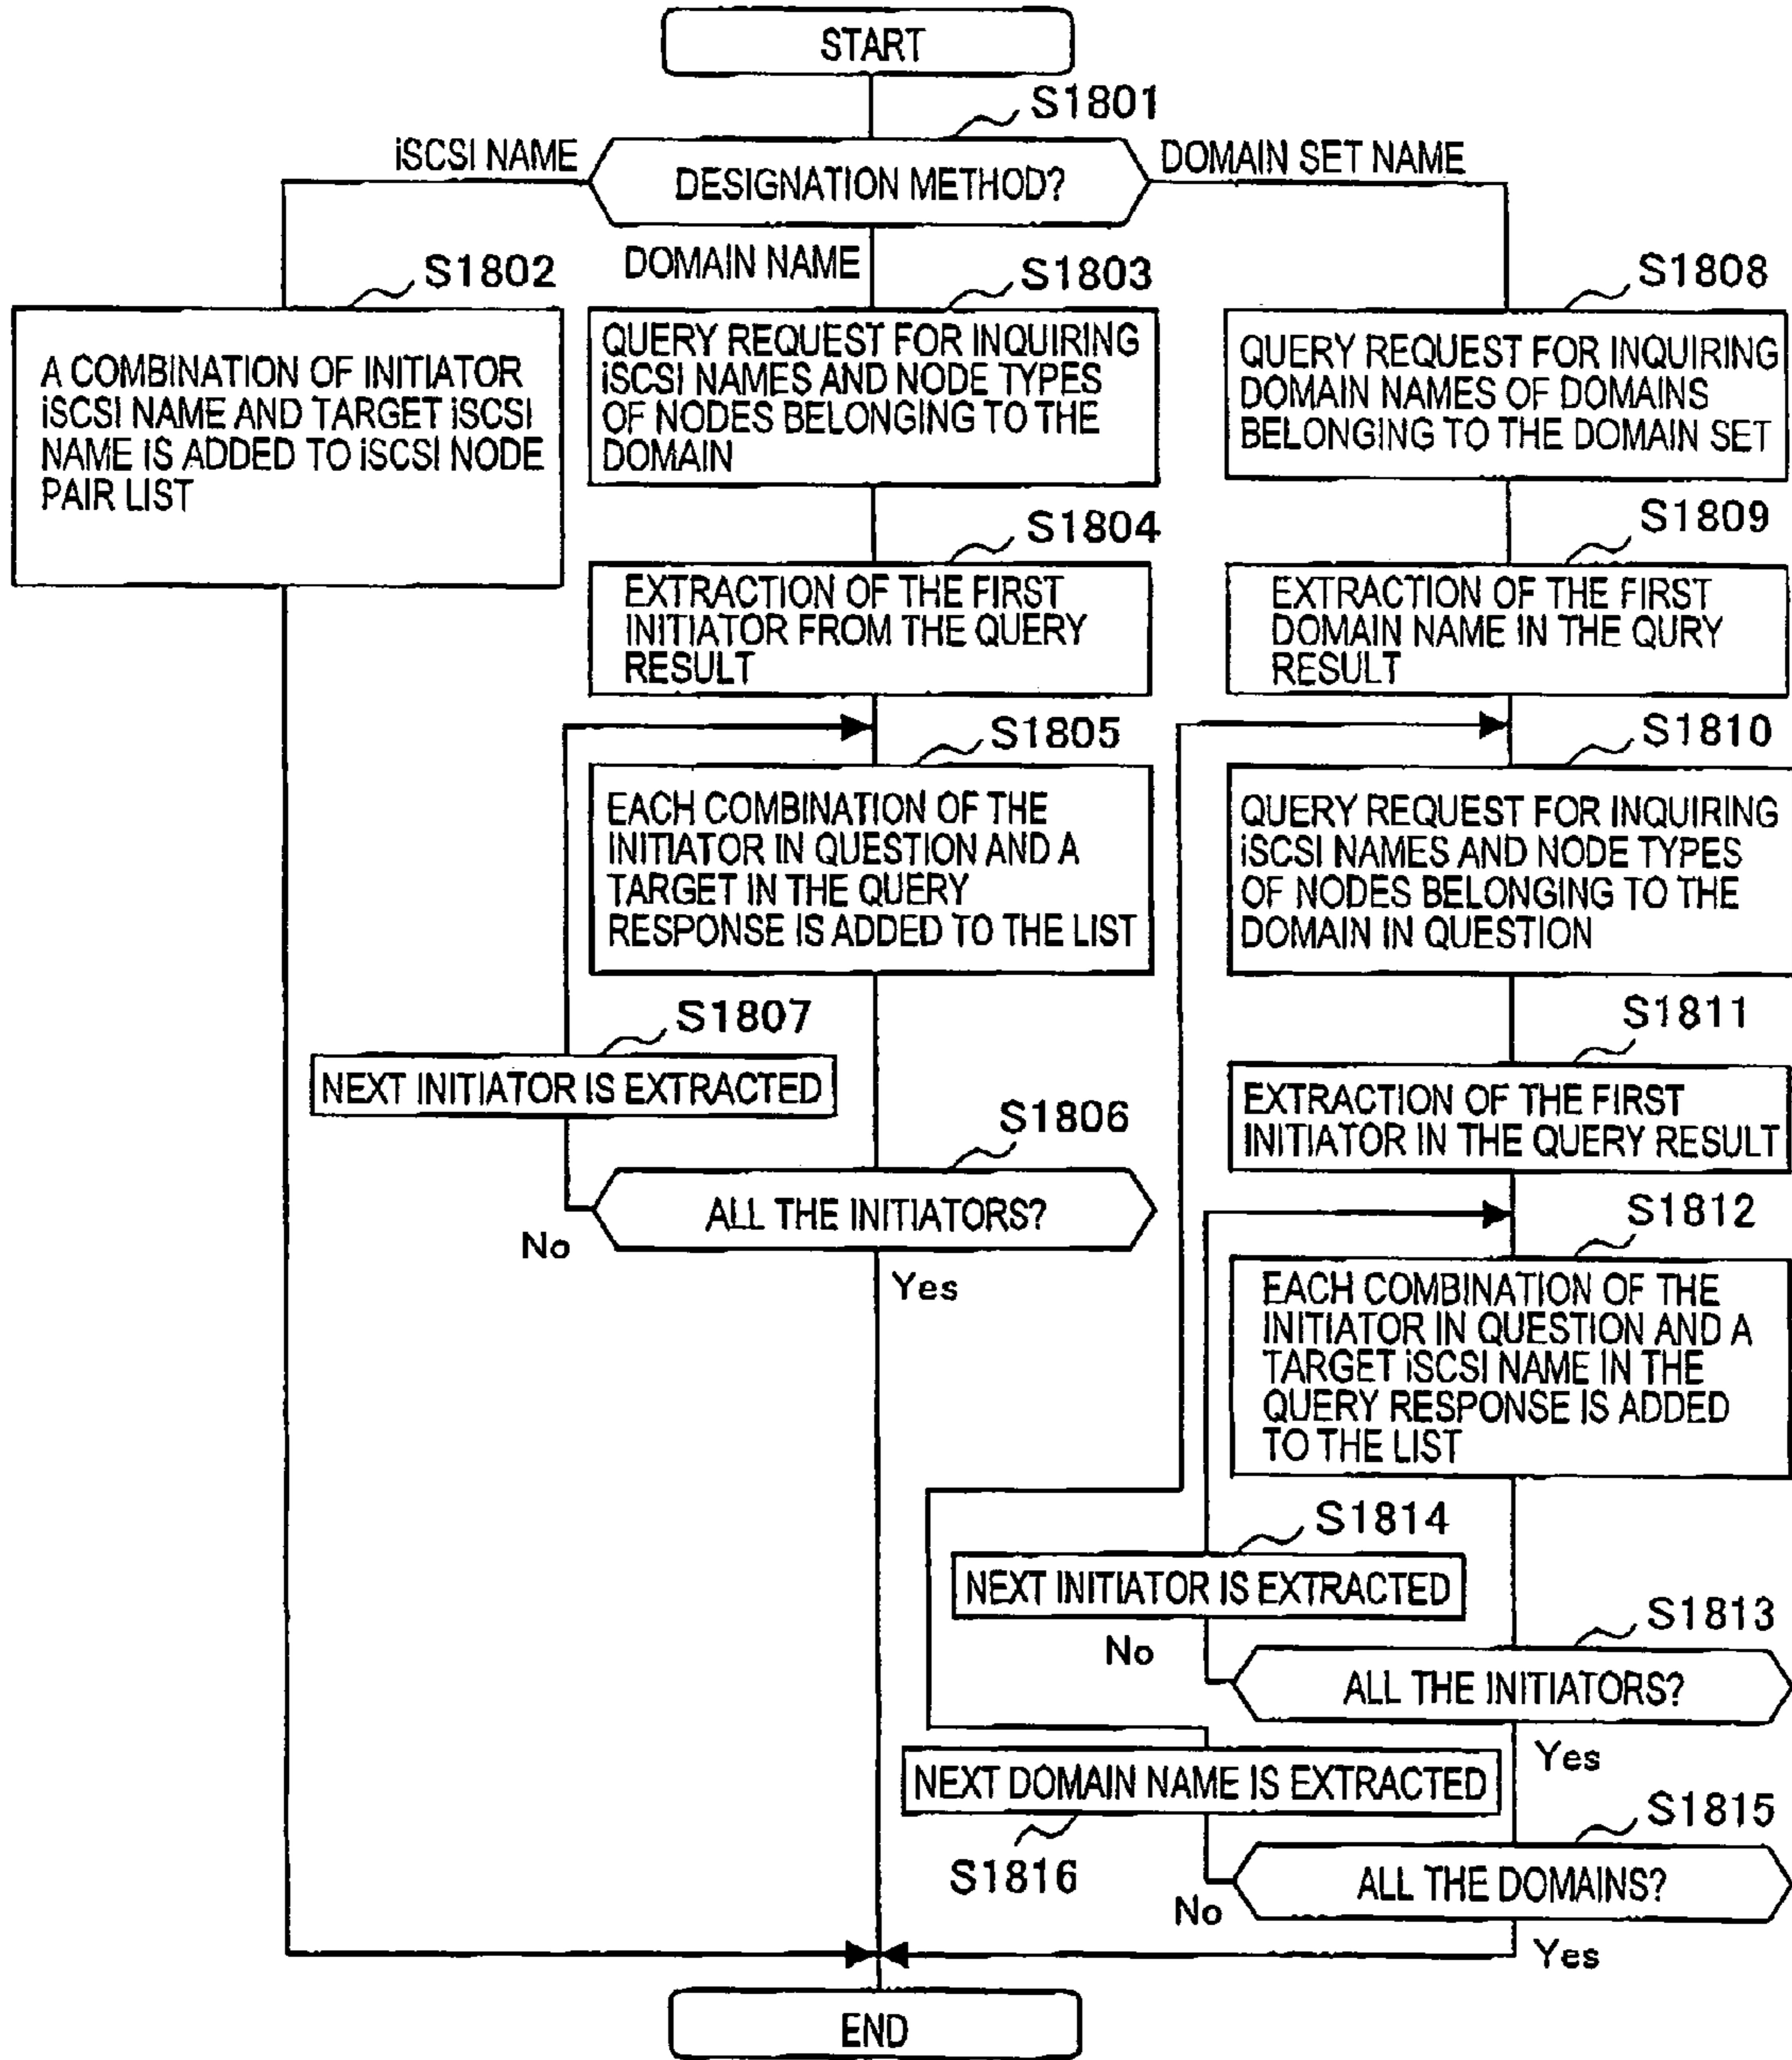 START
S1801
iSCSI NAME
DESIGNATION METHOD?
DOMAIN SET NAME
DOMAIN NAME
S1802
A COMBINATION OF INITIATOR
iSCSI NAME AND TARGET iSCSI
NAME IS ADDED TO iSCSI NODE
PAIR LIST
S1803
QUERY REQUEST FOR INQUIRING
iSCSI NAMES AND NODE TYPES
OF NODES BELONGING TO THE
DOMAIN
S1804
EXTRACTION OF THE FIRST
INITIATOR FROM THE QUERY
RESULT
S1805
EACH COMBINATION OF THE
INITIATOR IN QUESTION AND A
TARGET IN THE QUERY
RESPONSE IS ADDED TO THE LIST
S1807
NEXT INITIATOR IS EXTRACTED
S1806
ALL THE INITIATORS?
No
Yes
S1808
QUERY REQUEST FOR INQUIRING
DOMAIN NAMES OF DOMAINS
BELONGING TO THE DOMAIN SET
S1809
EXTRACTION OF THE FIRST
DOMAIN NAME IN THE QURY
RESULT
S1810
QUERY REQUEST FOR INQUIRING
iSCSI NAMES AND NODE TYPES
OF NODES BELONGING TO THE
DOMAIN IN QUESTION
S1811
EXTRACTION OF THE FIRST
INITIATOR IN THE QUERY RESULT
S1812
EACH COMBINATION OF THE
INITIATOR IN QUESTION AND A
TARGET iSCSI NAME IN THE
QUERY RESPONSE IS ADDED
TO THE LIST
S1814
NEXT INITIATOR IS EXTRACTED
S1813
No
ALL THE INITIATORS?
Yes
NEXT DOMAIN NAME IS EXTRACTED
S1816
S1815
ALL THE DOMAINS?
No
Yes
END